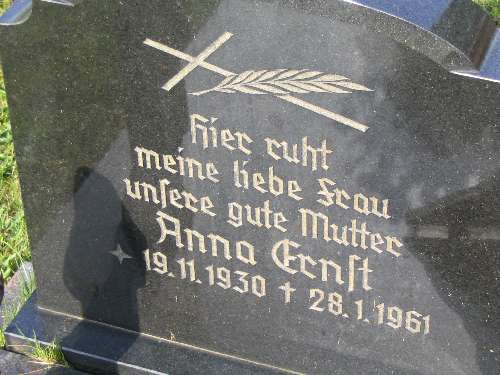 Hier ruht
meine liebe Frau
unsere gute Mutter
Anna Ernst
* 19.11.1930 † 28.1.1961